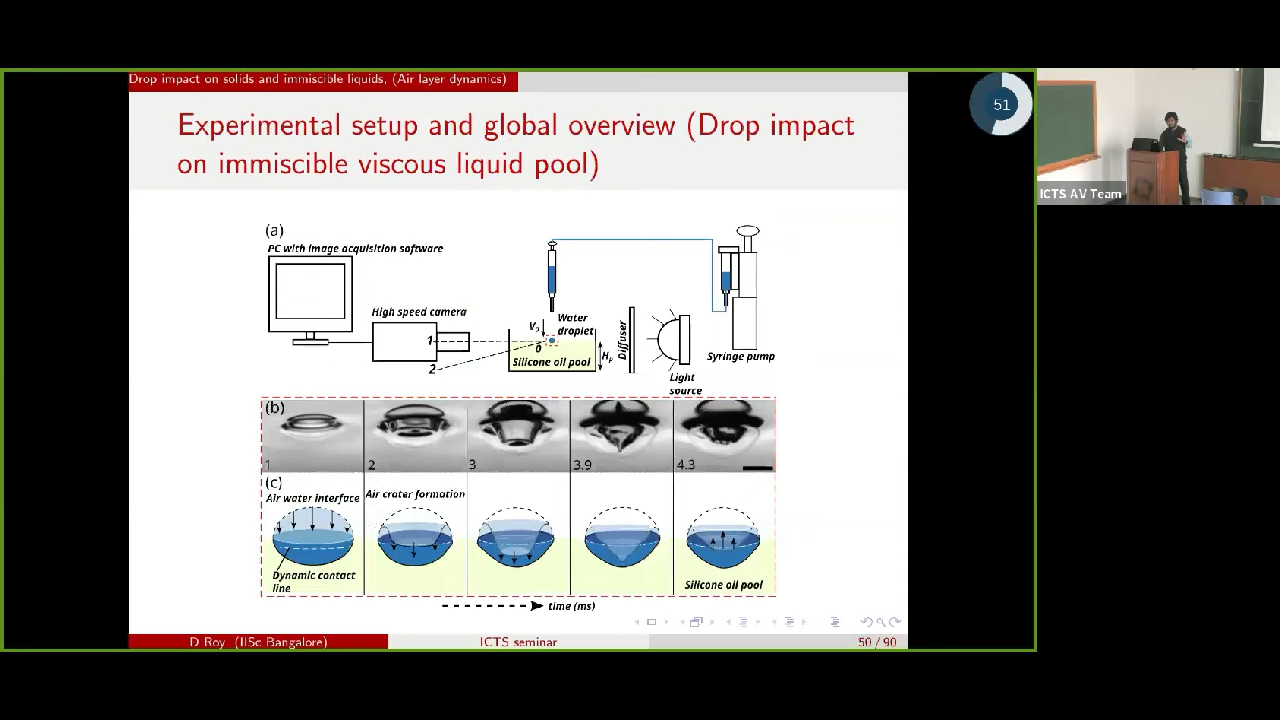 Drop impact on solids and immiscible liquids, (Air layer dynamics)
51
Experimental setup and global overview (Drop impact
on immiscible viscous liquid pool)
ICTS AV Team
(a)
PC with image acquisition software
High speed camera
1
2
V0
0
Water
droplet
Silicone oil pool
Hp
Diffuser
Light
source
Syringe pump
(b)
1
2
3
3.9
4.3
(c)
Air water interface
Air crater formation
Dynamic contact
line
Silicone oil pool
time (ms)
D Roy (IISc Bangalore)
ICTS seminar
50 / 90